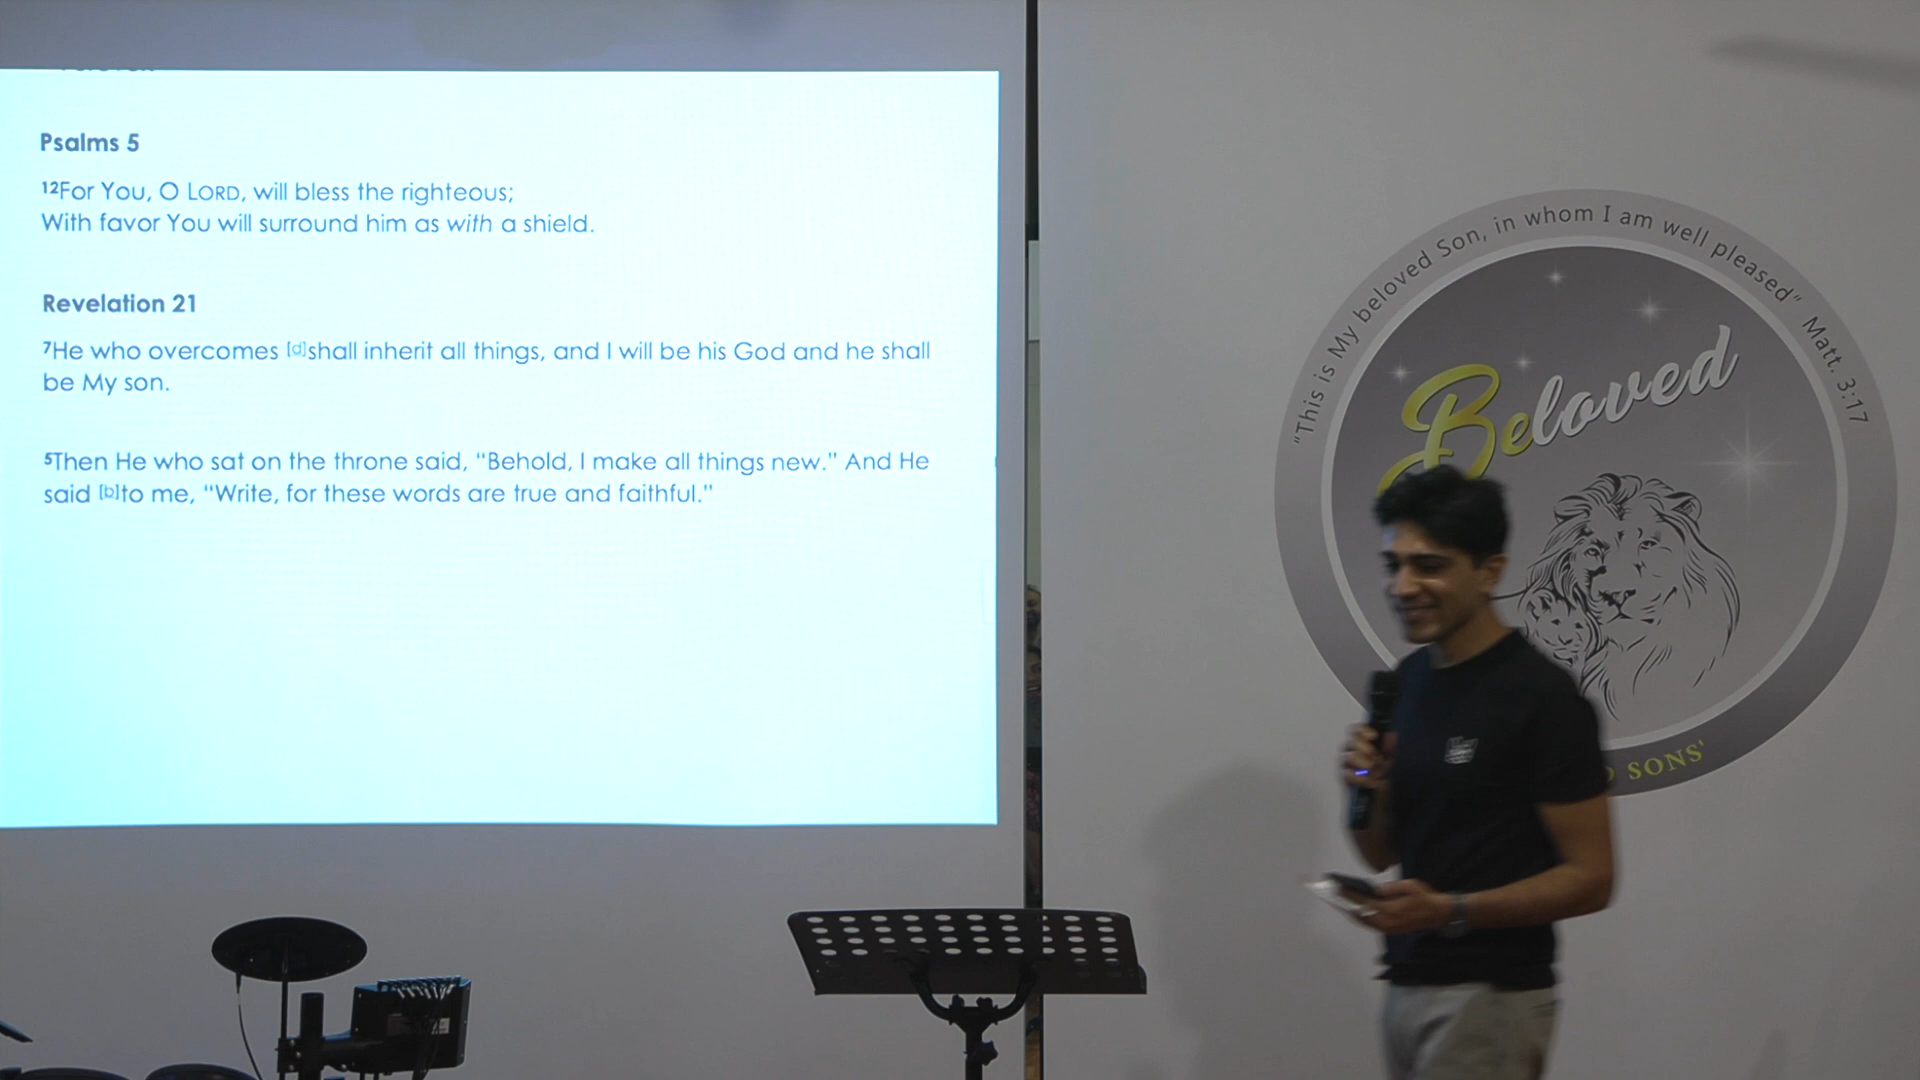 Psalms 5
12For You, O LORD, will bless the righteous;
With favor You will surround him as with a shield.
Revelation 21
7He who overcomes [d]shall inherit all things, and I will be his God and he shall
be My son.
5Then He who sat on the throne said, “Behold, I make all things new.” And He
said [b]to me, “Write, for these words are true and faithful.”
“This is My beloved Son, in whom I am well pleased” Matt. 3:17
Beloved
SONS'